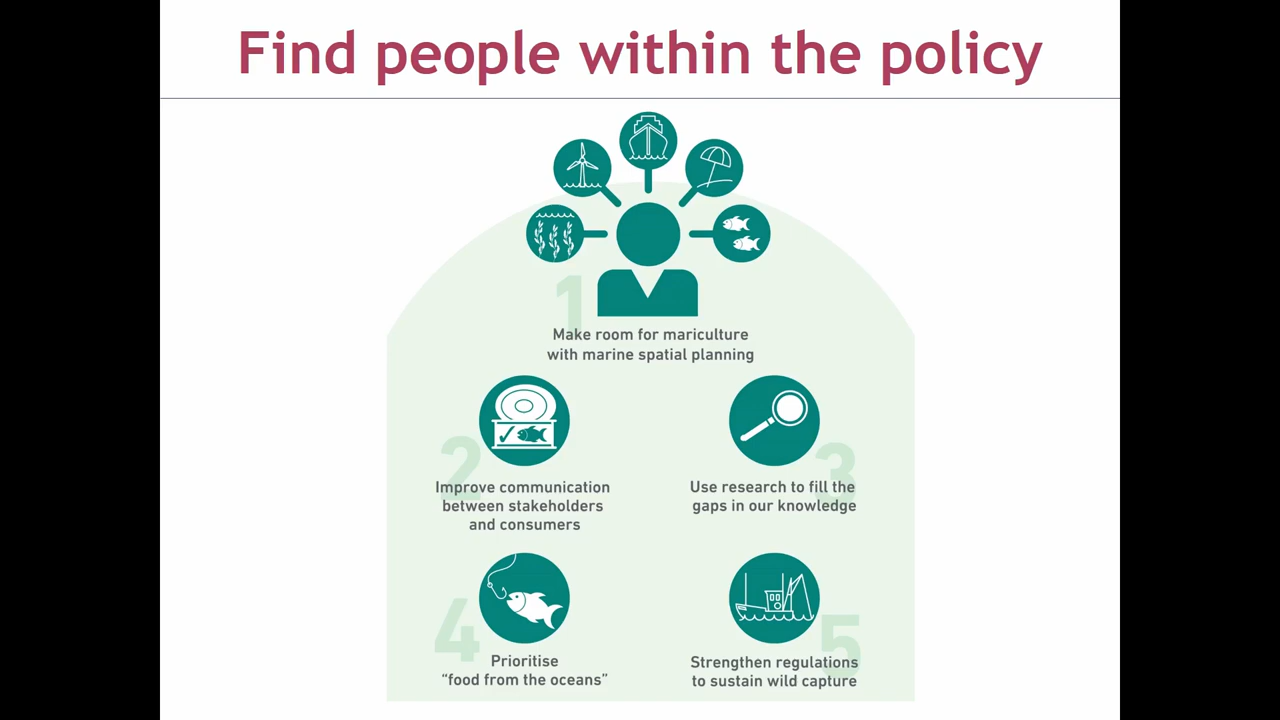 Find people within the policy
1
Make room for mariculture
with marine spatial planning
2
Improve communication
between stakeholders
and consumers
3
Use research to fill the
gaps in our knowledge
4
Prioritise
“food from the oceans”
5
Strengthen regulations
to sustain wild capture